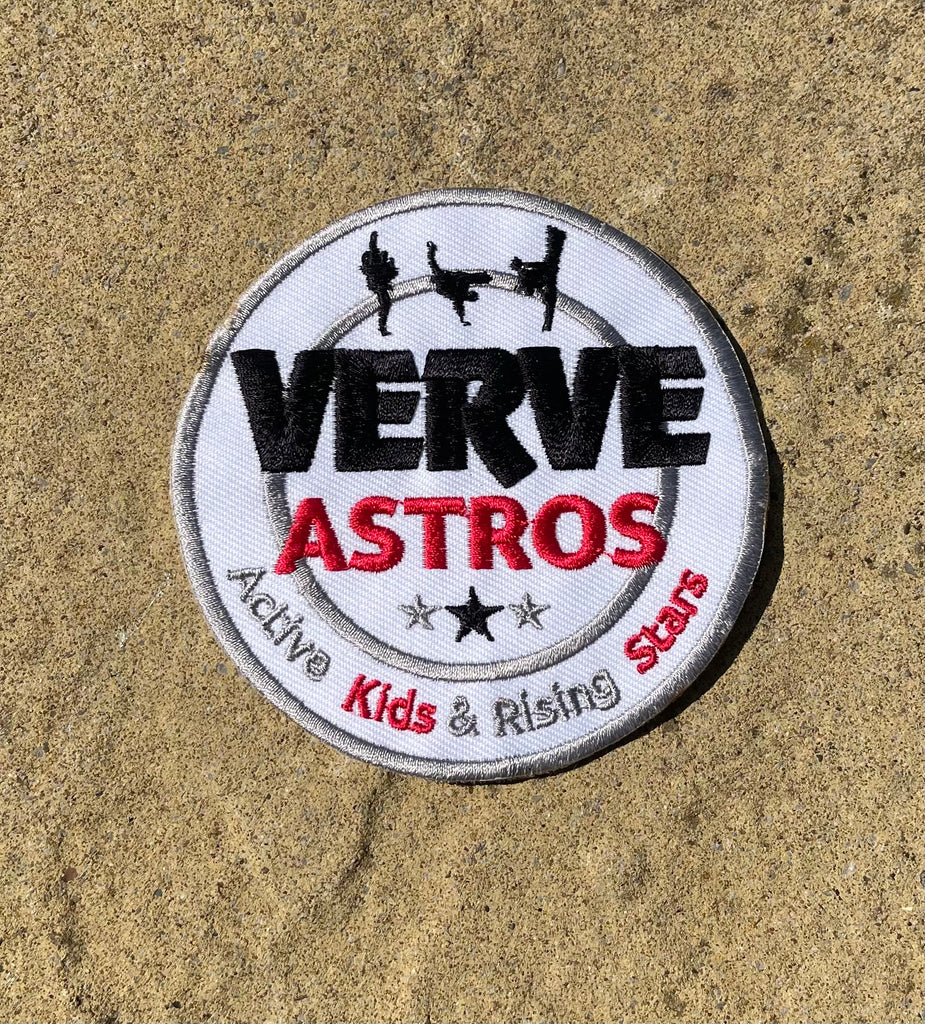 VERVE
ASTROS
Active Kids & Rising Stars